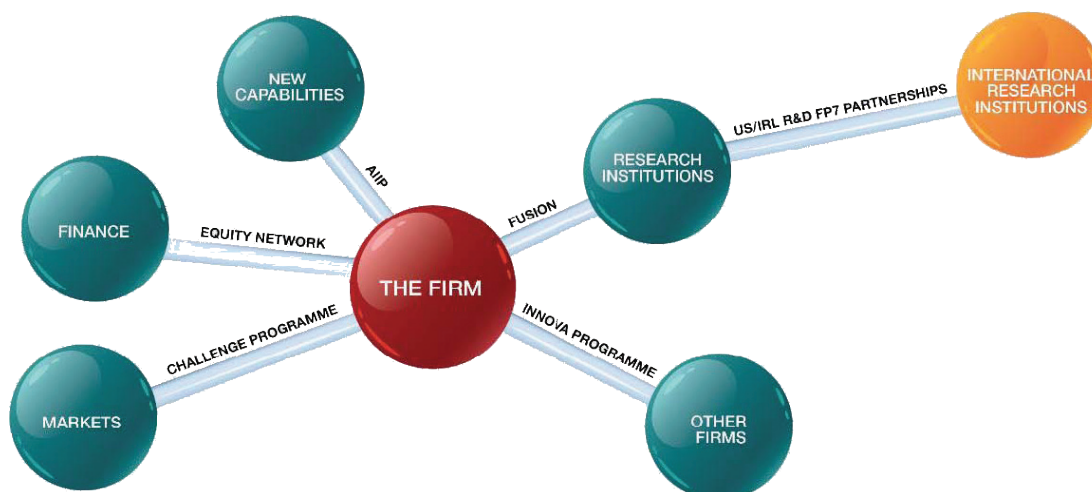 NEW
CAPABILITIES
INTERNATIONAL
RESEARCH
INSTITUTIONS
US/IRL R&D FP7 PARTNERSHIPS
RESEARCH
INSTITUTIONS
AIIP
FUSION
FINANCE
EQUITY NETWORK
THE FIRM
CHALLENGE PROGRAMME
INNOVA PROGRAMME
MARKETS
OTHER
FIRMS